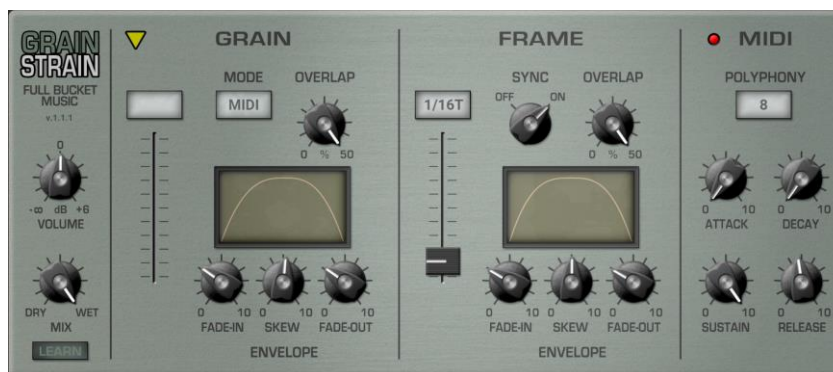 GRAIN
STRAIN
FULL BUCKET
MUSIC
v.1.1.1
0
-∞ dB +6
VOLUME
DRY WET
MIX
LEARN
GRAIN
MODE OVERLAP
MIDI
0 % 50
0 10 0 10 0 10
FADE-IN SKEW FADE-OUT
ENVELOPE
FRAME
SYNC OVERLAP
1/16T OFF ON
0 % 50
0 10 0 10 0 10
FADE-IN SKEW FADE-OUT
ENVELOPE
MIDI
POLYPHONY
8
0 10 0 10
ATTACK DECAY
0 10 0 10
SUSTAIN RELEASE